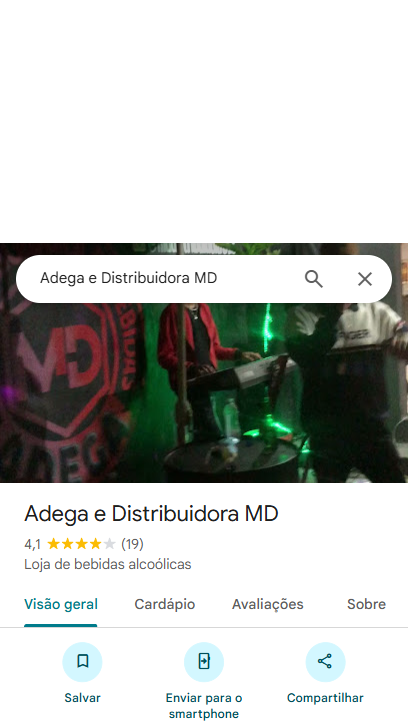 Adega e Distribuidora MD
MD
BEBIDAS
ADEGA
Adega e Distribuidora MD
4,1 (19)
Loja de bebidas alcoólicas
Visão geral Cardápio Avaliações Sobre
Salvar Enviar para o smartphone Compartilhar